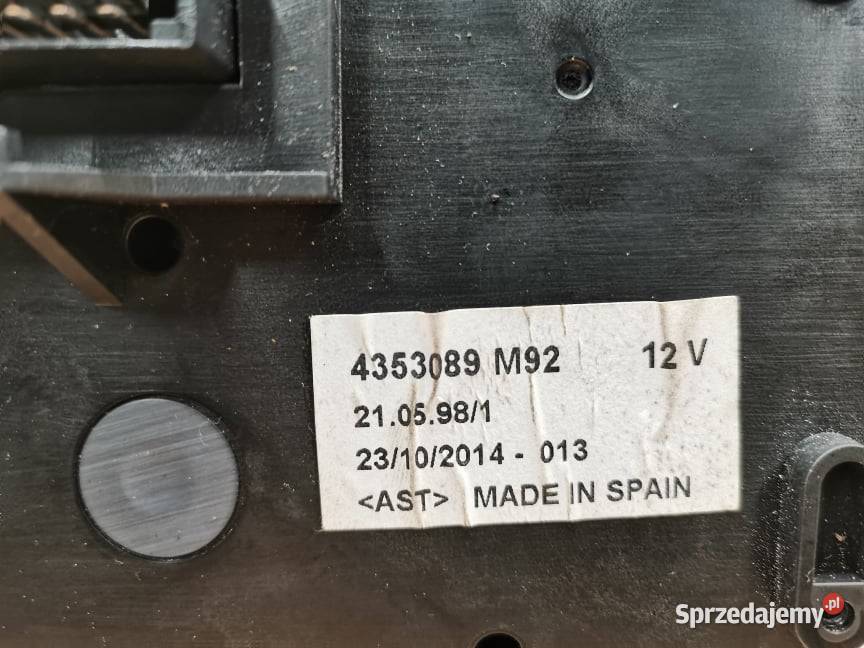 4353089 M92 12 V
21.05.98/1
23/10/2014 - 013
<AST> MADE IN SPAIN
Sprzedajemy.pl